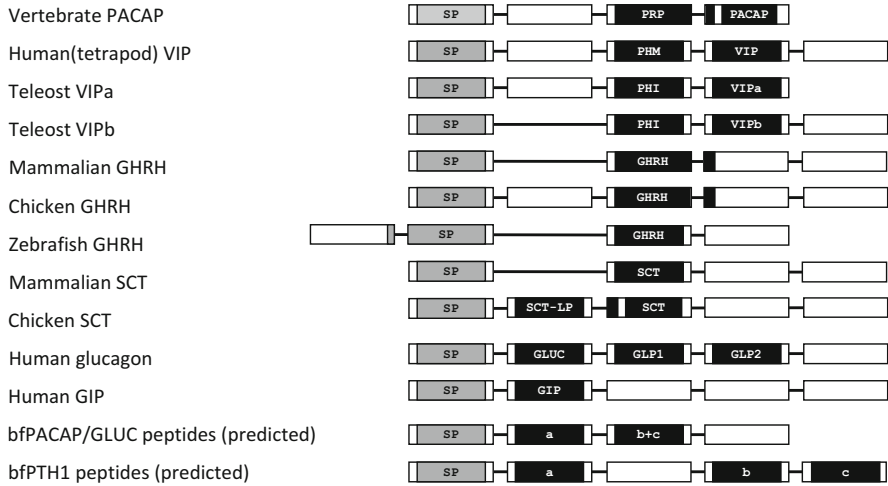 Vertebrate PACAP SP PRP PACAP
Human(tetrapod) VIP SP PHM VIP
Teleost VIPa SP PHI VIPa
Teleost VIPb SP PHI VIPb
Mammalian GHRH SP GHRH
Chicken GHRH SP GHRH
Zebrafish GHRH SP GHRH
Mammalian SCT SP SCT
Chicken SCT SP SCT-LP SCT
Human glucagon SP GLUC GLP1 GLP2
Human GIP SP GIP
bfPACAP/GLUC peptides (predicted) SP a b+c
bfPTH1 peptides (predicted) SP a b c